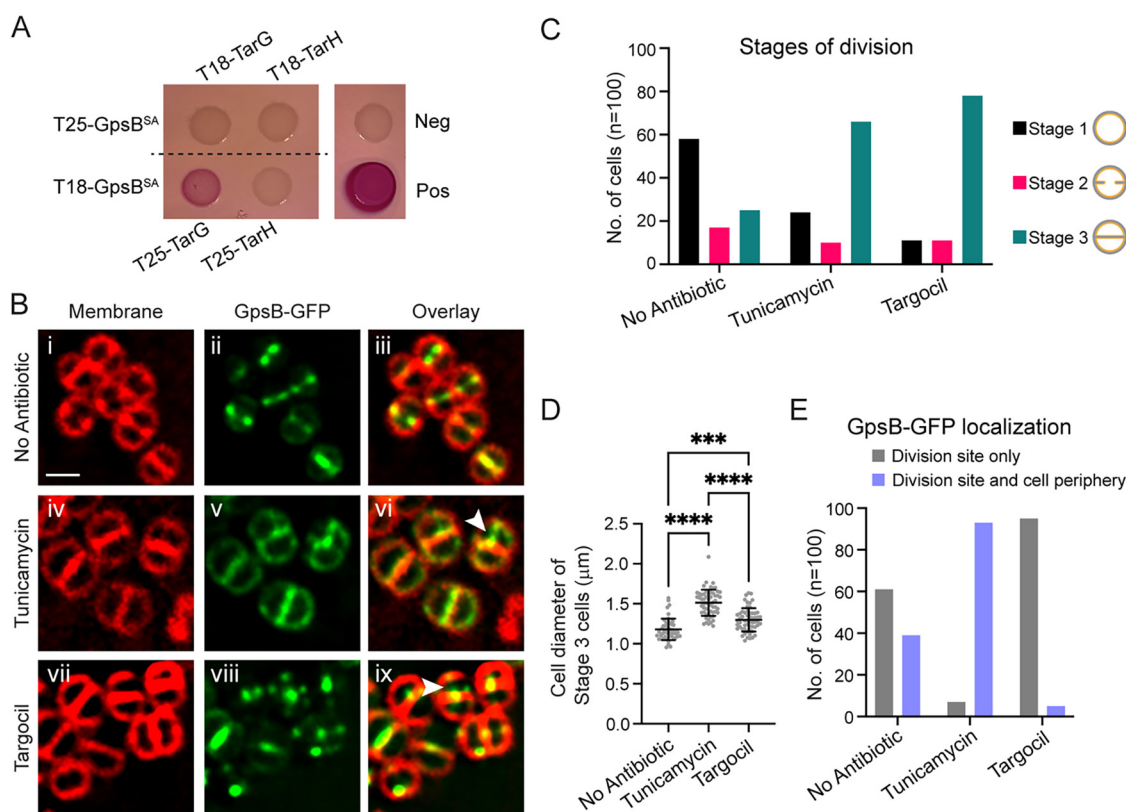 A
T18-TarG
T18-TarH
T25-GpsBSA
Neg
T18-GpsBSA
Pos
T25-TarG
T25-TarH
B
Membrane
GpsB-GFP
Overlay
No Antibiotic
i
ii
iii
Tunicamycin
iv
v
vi
Targocil
vii
viii
ix
C
Stages of division
No. of cells (n=100)
100
80
60
40
20
0
No Antibiotic
Tunicamycin
Targocil
Stage 1
Stage 2
Stage 3
D
Cell diameter of
Stage 3 cells (μm)
2.5
2.0
1.5
1.0
0.5
0.0
***
****
****
No Antibiotic
Tunicamycin
Targocil
E
GpsB-GFP localization
Division site only
Division site and cell periphery
No. of cells (n=100)
100
80
60
40
20
0
No Antibiotic
Tunicamycin
Targocil